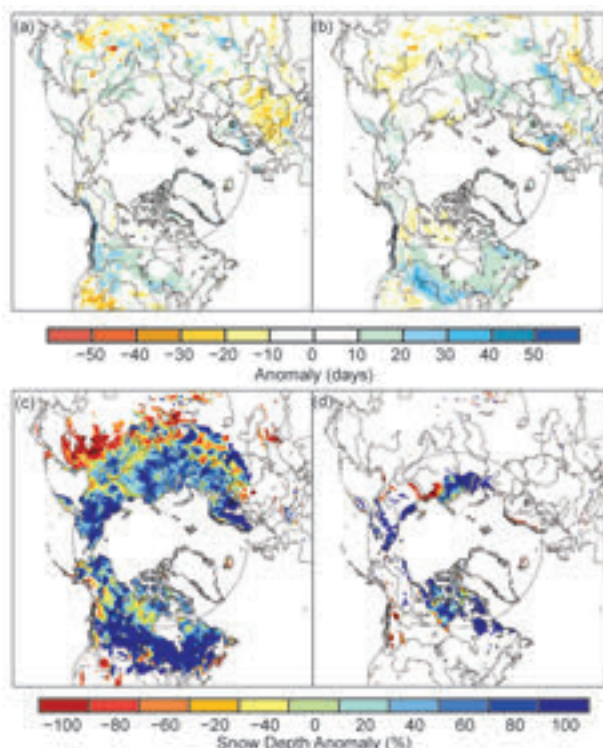 (a)
(b)
−50 −40 −30 −20 −10 0 10 20 30 40 50
Anomaly (days)
(c)
(d)
−100 −80 −60 −20 −40 0 20 40 60 80 100
Snow Depth Anomaly (%)